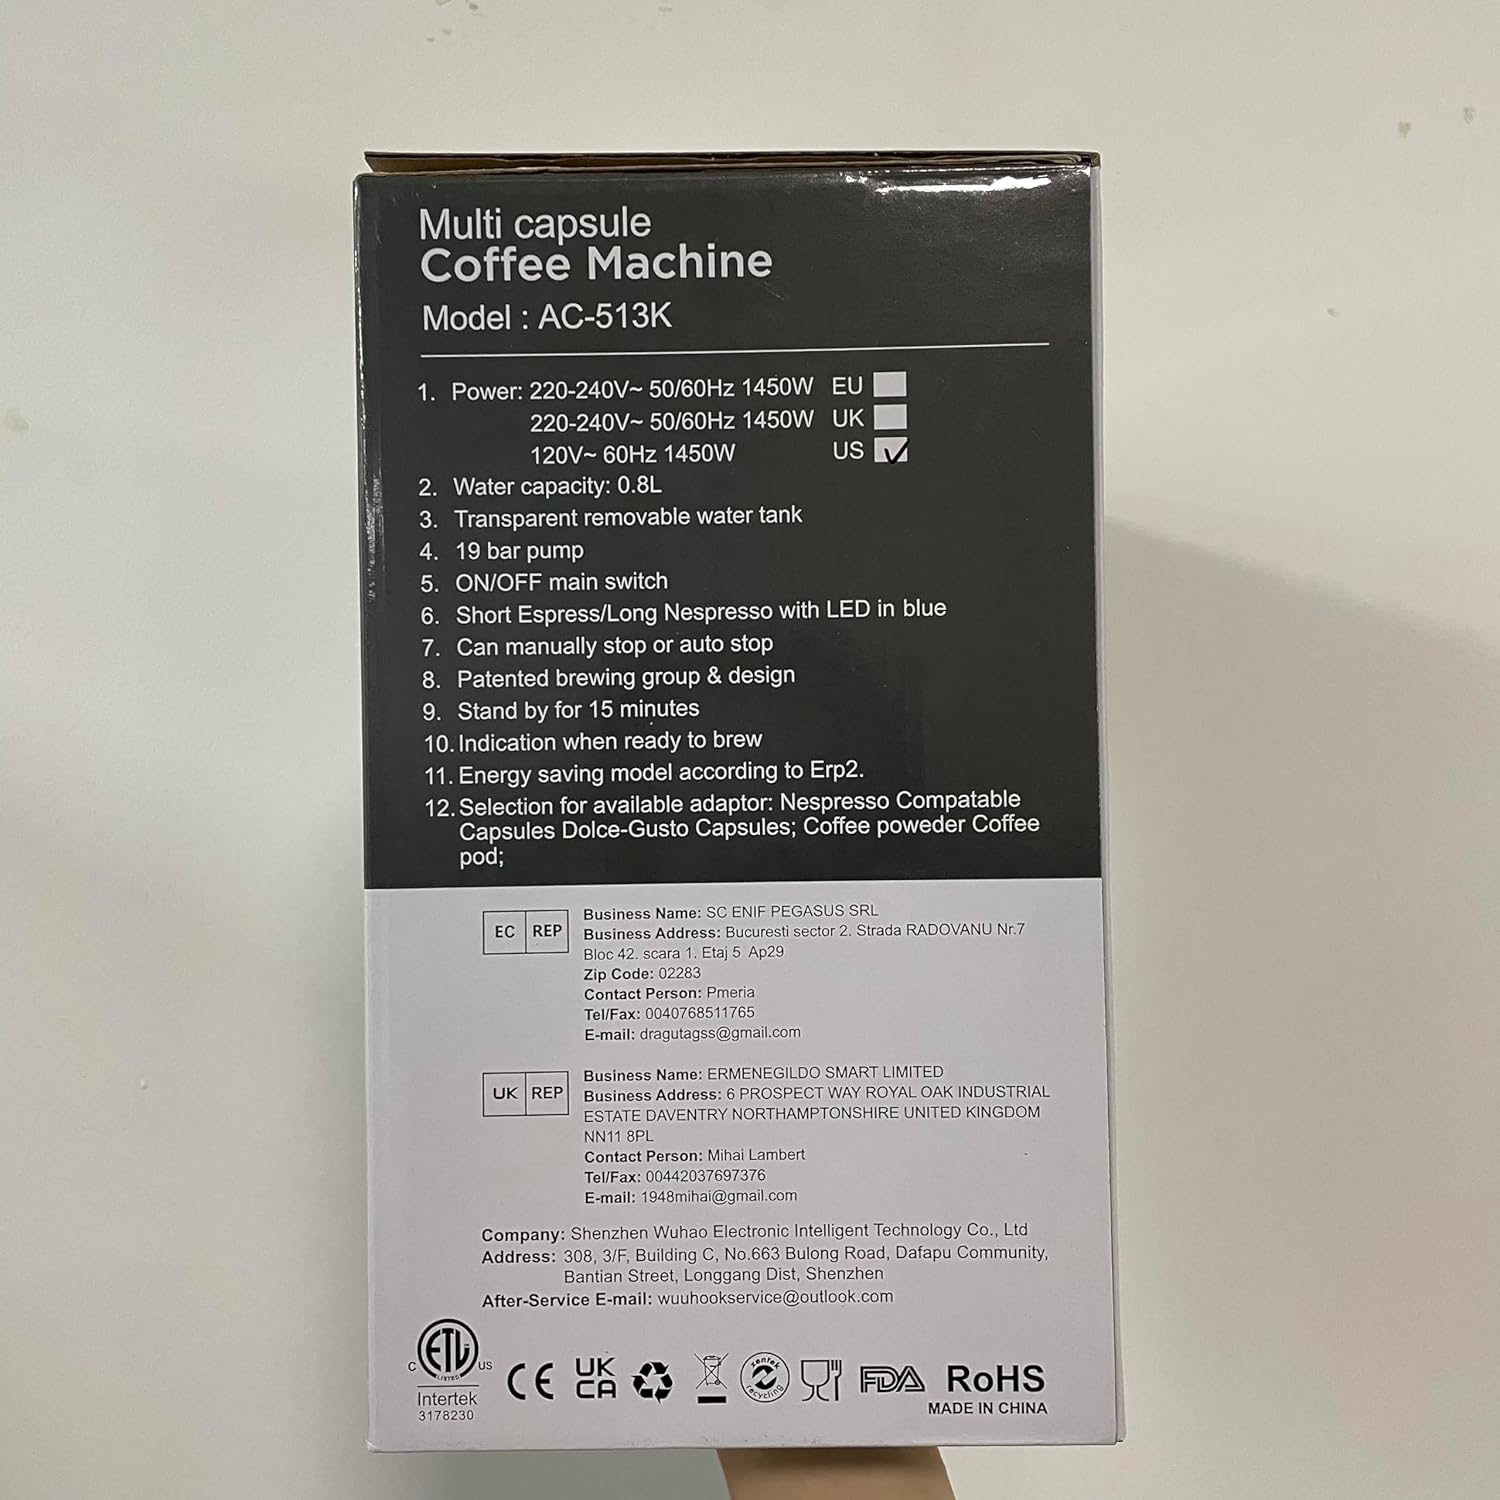 Multi capsule
Coffee Machine
Model : AC-513K
1. Power: 220-240V~ 50/60Hz 1450W EU
220-240V~ 50/60Hz 1450W UK
120V~ 60Hz 1450W US
2. Water capacity: 0.8L
3. Transparent removable water tank
4. 19 bar pump
5. ON/OFF main switch
6. Short Espress/Long Nespresso with LED in blue
7. Can manually stop or auto stop
8. Patented brewing group & design
9. Stand by for 15 minutes
10. Indication when ready to brew
11. Energy saving model according to Erp2.
12. Selection for available adaptor: Nespresso Compatable
Capsules Dolce-Gusto Capsules; Coffee poweder Coffee
pod;
EC REP
Business Name: SC ENIF PEGASUS SRL
Business Address: Bucuresti sector 2. Strada RADOVANU Nr.7
Bloc 42. scara 1. Etaj 5 Ap29
Zip Code: 02283
Contact Person: Pmeria
Tel/Fax: 0040768511765
E-mail: dragutagss@gmail.com
UK REP
Business Name: ERMENEGILDO SMART LIMITED
Business Address: 6 PROSPECT WAY ROYAL OAK INDUSTRIAL
ESTATE DAVENTRY NORTHAMPTONSHIRE UNITED KINGDOM
NN11 8PL
Contact Person: Mihai Lambert
Tel/Fax: 00442037697376
E-mail: 1948mihai@gmail.com
Company: Shenzhen Wuhao Electronic Intelligent Technology Co., Ltd
Address: 308, 3/F, Building C, No.663 Bulong Road, Dafapu Community,
Bantian Street, Longgang Dist, Shenzhen
After-Service E-mail: wuuhookservice@outlook.com
C ETL US
LISTED
Intertek
3178230
CE
UK
CA
zentek
recycling
FDA
RoHS
MADE IN CHINA